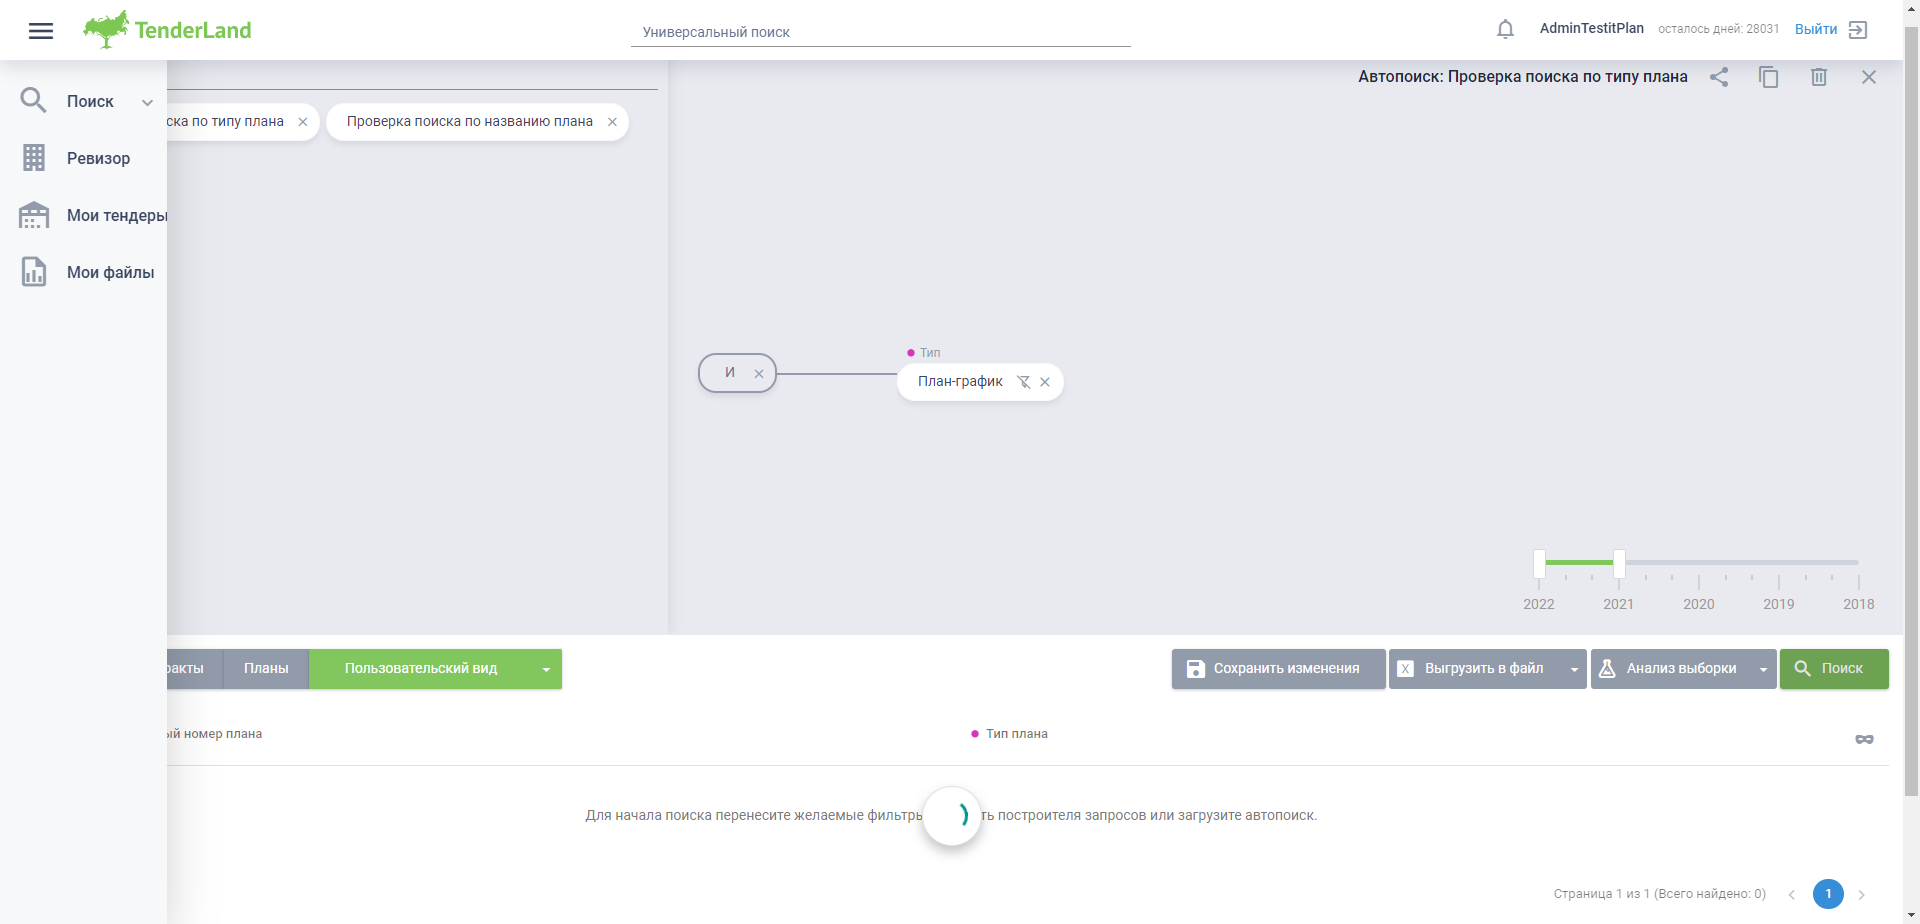 TenderLand
Универсальный поиск
AdminTestitPlan
осталось дней: 28031
Выйти
Поиск
Ревизор
Мои тендеры
Мои файлы
ска по типу плана
Проверка поиска по названию плана
Автопоиск: Проверка поиска по типу плана
И
Тип
План-график
2022 2021 2020 2019 2018
Планы
Пользовательский вид
Сохранить изменения
X Выгрузить в файл
Анализ выборки
Поиск
ый номер плана
Тип плана
Для начала поиска перенесите желаемые фильтры ть построителя запросов или загрузите автопоиск.
Страница 1 из 1 (Всего найдено: 0)
1